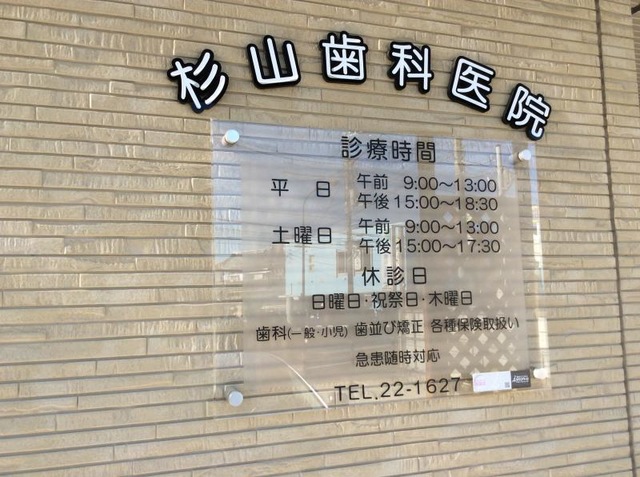 杉山歯科医院
診療時間
平日 午前 9:00〜13:00
午後 15:00〜18:30
土曜日 午前 9:00〜13:00
午後 15:00〜17:30
休診日
日曜日・祝祭日・木曜日
歯科(一般・小児) 歯並び矯正 各種保険取扱い
急患随時対応
TEL.22-1627